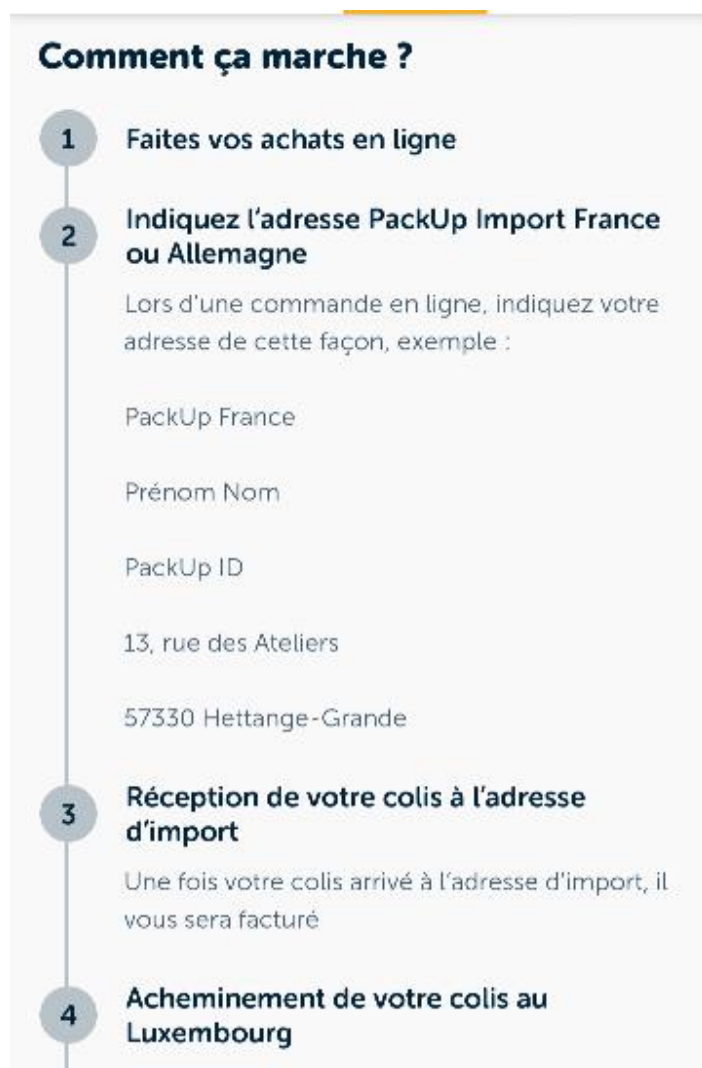 Comment ça marche ?
1
Faites vos achats en ligne
2
Indiquez l’adresse PackUp Import France
ou Allemagne
Lors d'une commande en ligne, indiquez votre
adresse de cette façon, exemple :
PackUp France
Prénom Nom
PackUp ID
13, rue des Ateliers
57330 Hettange-Grande
3
Réception de votre colis à l’adresse
d’import
Une fois votre colis arrivé à l’adresse d’import, il
vous sera facturé
4
Acheminement de votre colis au
Luxembourg